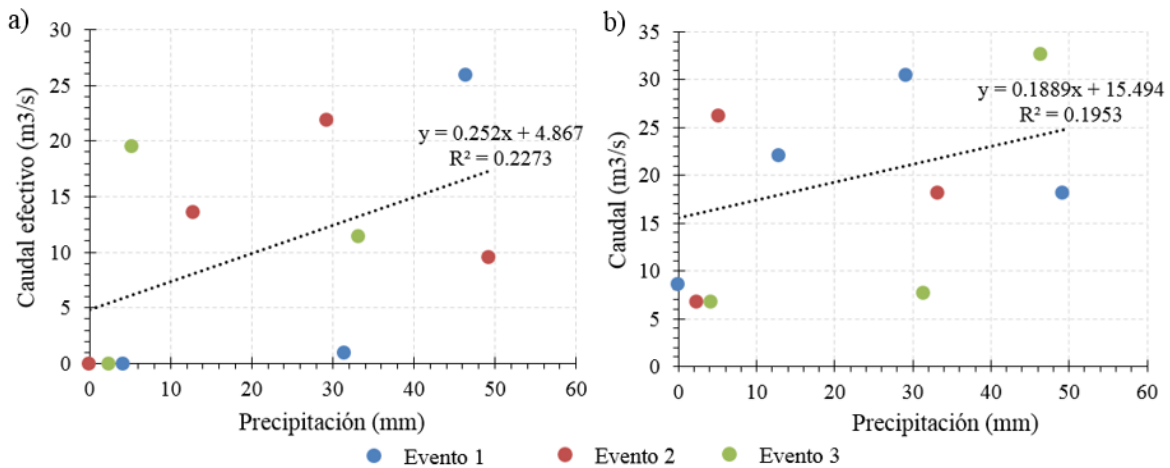 a)
Caudal efectivo (m3/s)
30
25
20
15
10
5
0
0 10 20 30 40 50 60
Precipitación (mm)
y = 0.252x + 4.867
R² = 0.2273
b)
Caudal (m3/s)
35
30
25
20
15
10
5
0
0 10 20 30 40 50 60
Precipitación (mm)
y = 0.1889x + 15.494
R² = 0.1953
Evento 1 Evento 2 Evento 3